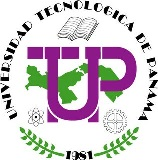 UNIVERSIDAD TECNOLOGICA DE PANAMA
UTP
1981